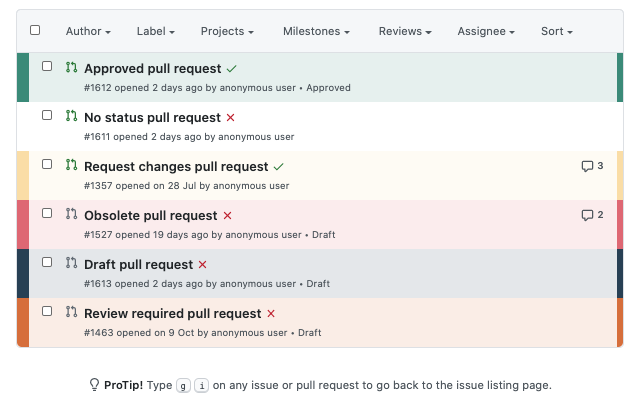 Author Label Projects Milestones Reviews Assignee Sort
Approved pull request
#1612 opened 2 days ago by anonymous user • Approved
No status pull request
#1611 opened 2 days ago by anonymous user
Request changes pull request 3
#1357 opened on 28 Jul by anonymous user
Obsolete pull request 2
#1527 opened 19 days ago by anonymous user • Draft
Draft pull request
#1613 opened 2 days ago by anonymous user • Draft
Review required pull request
#1463 opened on 9 Oct by anonymous user • Draft
ProTip! Type g i on any issue or pull request to go back to the issue listing page.